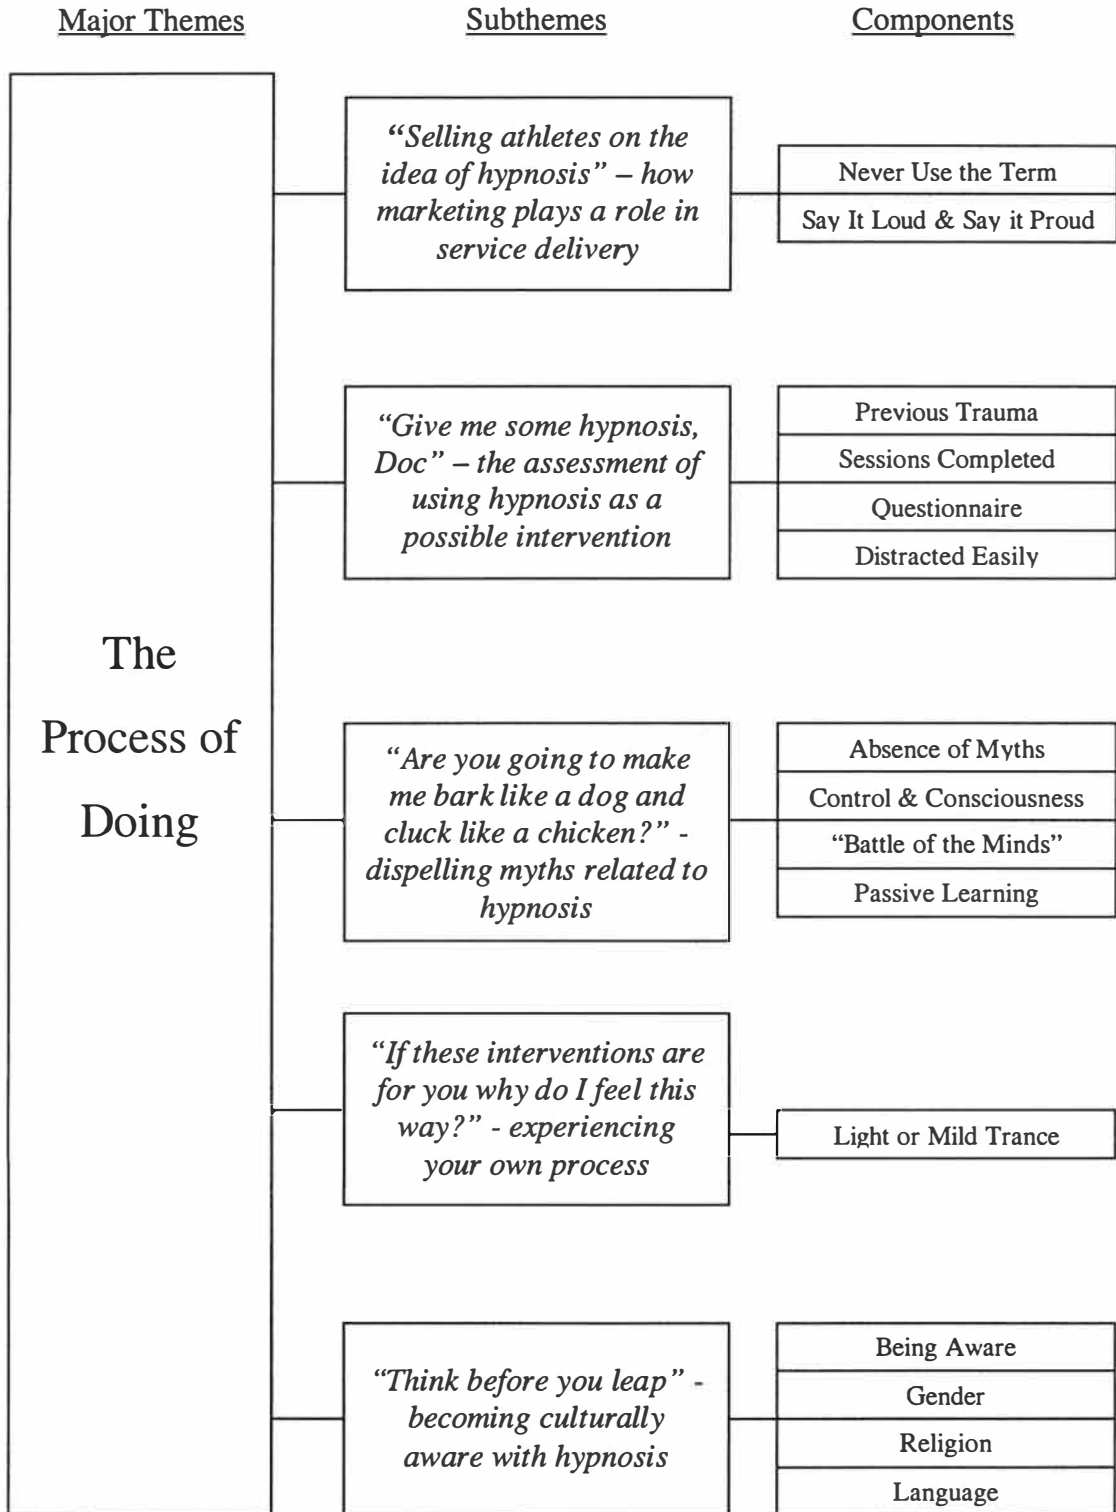 Major Themes
Subthemes
Components
The
Process of
Doing
“Selling athletes on the
idea of hypnosis” – how
marketing plays a role in
service delivery
Never Use the Term
Say It Loud & Say it Proud
“Give me some hypnosis,
Doc” – the assessment of
using hypnosis as a
possible intervention
Previous Trauma
Sessions Completed
Questionnaire
Distracted Easily
“Are you going to make
me bark like a dog and
cluck like a chicken?” -
dispelling myths related to
hypnosis
Absence of Myths
Control & Consciousness
“Battle of the Minds”
Passive Learning
“If these interventions are
for you why do I feel this
way?” - experiencing
your own process
Light or Mild Trance
“Think before you leap” -
becoming culturally
aware with hypnosis
Being Aware
Gender
Religion
Language